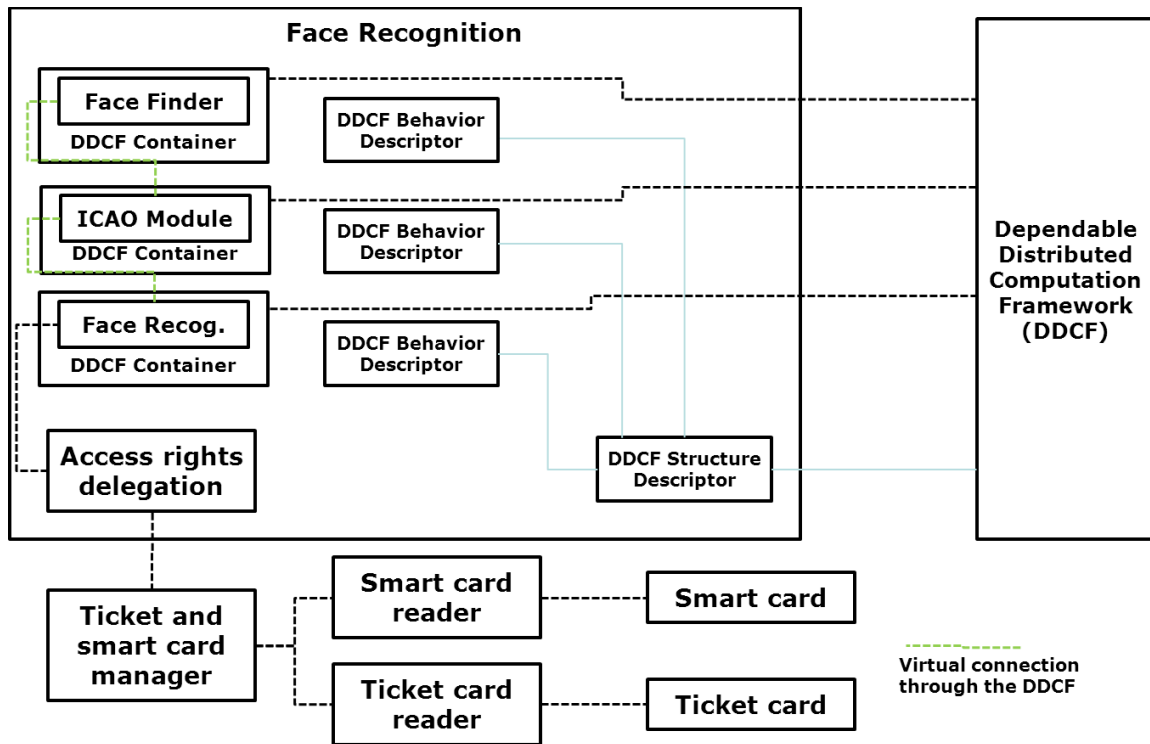 Face Recognition
Face Finder
DDCF Container
DDCF Behavior
Descriptor
ICAO Module
DDCF Container
DDCF Behavior
Descriptor
Face Recog.
DDCF Container
DDCF Behavior
Descriptor
Access rights
delegation
DDCF Structure
Descriptor
Dependable
Distributed
Computation
Framework
(DDCF)
Ticket and
smart card
manager
Smart card
reader
Smart card
Ticket card
reader
Ticket card
Virtual connection
through the DDCF